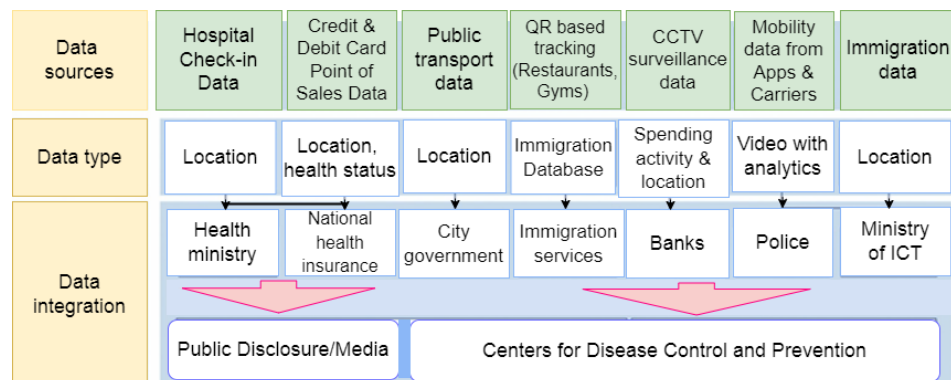 Data
sources
Hospital
Check-in
Data
Credit &
Debit Card
Point of
Sales Data
Public
transport
data
QR based
tracking
(Restaurants,
Gyms)
CCTV
surveillance
data
Mobility
data from
Apps &
Carriers
Immigration
data
Data type
Location
Location,
health status
Location
Immigration
Database
Spending
activity &
location
Video with
analytics
Location
Data
integration
Health
ministry
National
health
insurance
City
government
Immigration
services
Banks
Police
Ministry
of ICT
Public Disclosure/Media
Centers for Disease Control and Prevention